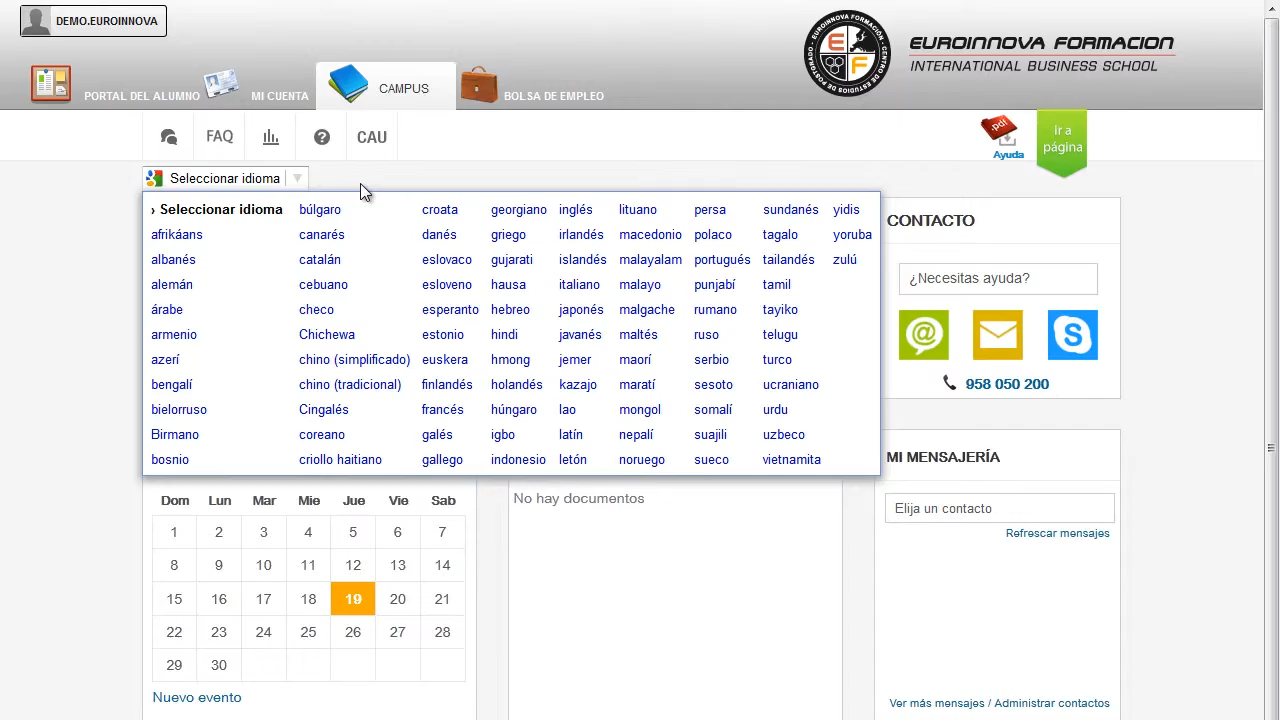 DEMO.EUROINNOVA
EUROINNOVA FORMACIÓN
CENTRO DE ESTUDIOS DE POSTGRADO
E
F
EUROINNOVA FORMACION
INTERNATIONAL BUSINESS SCHOOL
PORTAL DEL ALUMNO
MI CUENTA
CAMPUS
BOLSA DE EMPLEO
FAQ
?
CAU
.pdf
Ayuda
Ir a
página
Seleccionar idioma
› Seleccionar idioma búlgaro croata georgiano inglés lituano persa sundanés yidis
afrikáans canarés danés griego irlandés macedonio polaco tagalo yoruba
albanés catalán eslovaco gujarati islandés malayalam portugués tailandés zulú
alemán cebuano esloveno hausa italiano malayo punjabí tamil
árabe checo esperanto hebreo japonés malgache rumano tayiko
armenio Chichewa estonio hindi javanés maltés ruso telugu
azerí chino (simplificado) euskera hmong jemer maorí serbio turco
bengalí chino (tradicional) finlandés holandés kazajo maratí sesoto ucraniano
bielorruso Cingalés francés húngaro lao mongol somalí urdu
Birmano coreano galés igbo latín nepalí suajili uzbeco
bosnio criollo haitiano gallego indonesio letón noruego sueco vietnamita
CONTACTO
¿Necesitas ayuda?
@
S
958 050 200
MI MENSAJERÍA
Elija un contacto
Refrescar mensajes
Ver más mensajes / Administrar contactos
No hay documentos
Dom Lun Mar Mie Jue Vie Sab
1 2 3 4 5 6 7
8 9 10 11 12 13 14
15 16 17 18 19 20 21
22 23 24 25 26 27 28
29 30
Nuevo evento